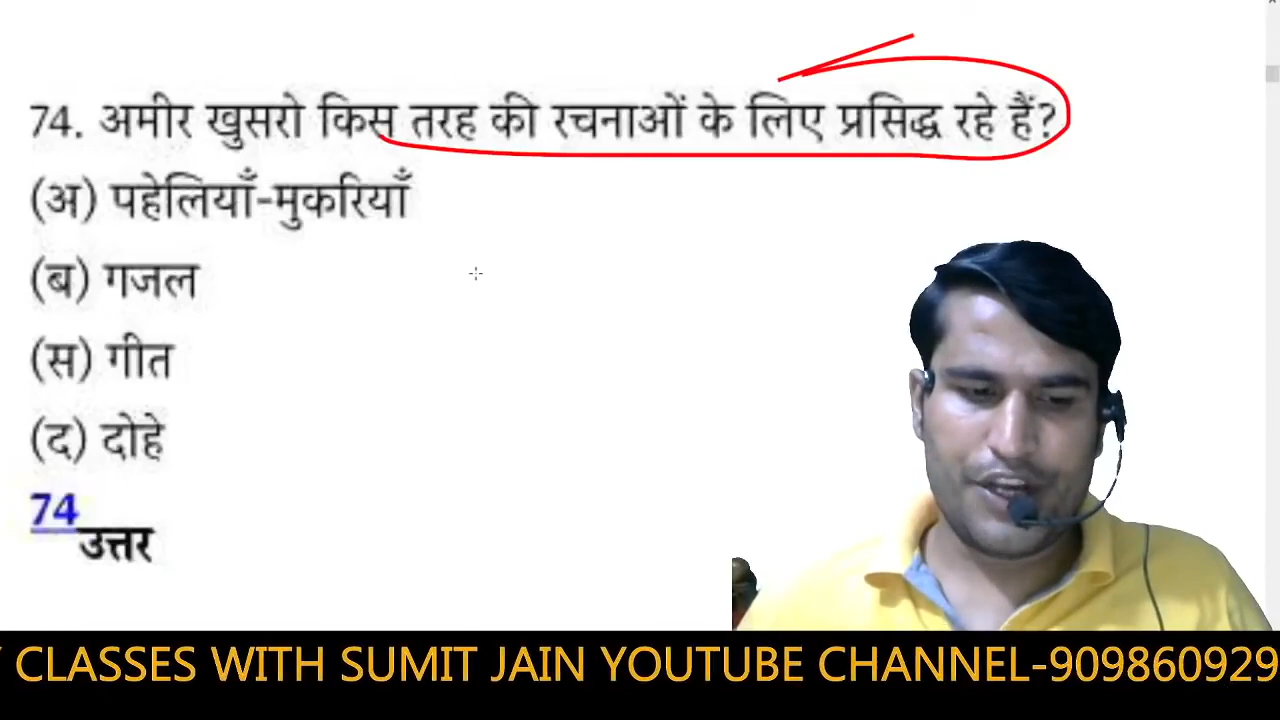 74. अमीर खुसरो किस तरह की रचनाओं के लिए प्रसिद्ध रहे हैं?
(अ) पहेलियाँ-मुकरियाँ
(ब) गजल
(स) गीत
(द) दोहे
74
उत्तर
CLASSES WITH SUMIT JAIN YOUTUBE CHANNEL-909860929